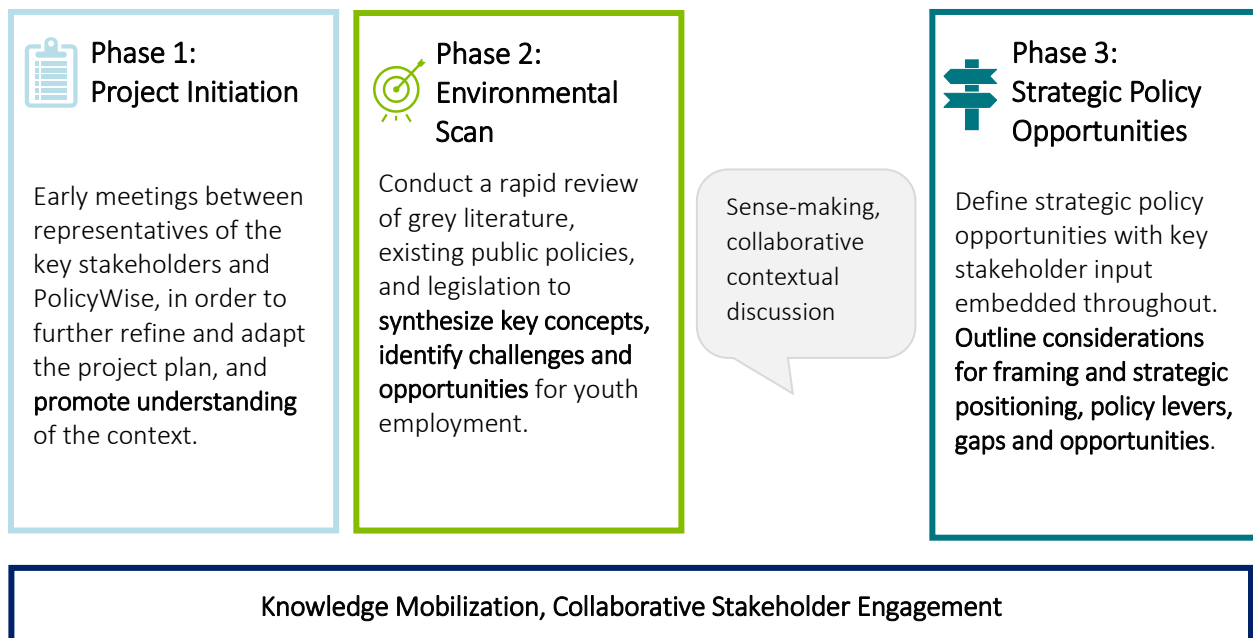 Phase 1:
Project Initiation
Early meetings between
representatives of the
key stakeholders and
PolicyWise, in order to
further refine and adapt
the project plan, and
promote understanding
of the context.
Phase 2:
Environmental
Scan
Conduct a rapid review
of grey literature,
existing public policies,
and legislation to
synthesize key concepts,
identify challenges and
opportunities for youth
employment.
Sense-making,
collaborative
contextual
discussion
Phase 3:
Strategic Policy
Opportunities
Define strategic policy
opportunities with key
stakeholder input
embedded throughout.
Outline considerations
for framing and strategic
positioning, policy levers,
gaps and opportunities.
Knowledge Mobilization, Collaborative Stakeholder Engagement